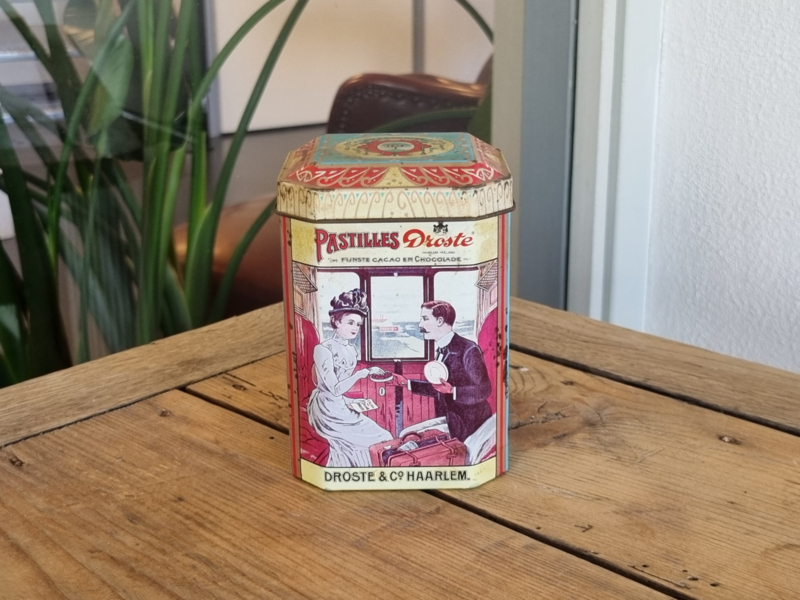 PASTILLES Droste
FIJNSTE CACAO EN CHOCOLADE
DROSTE & Co HAARLEM.